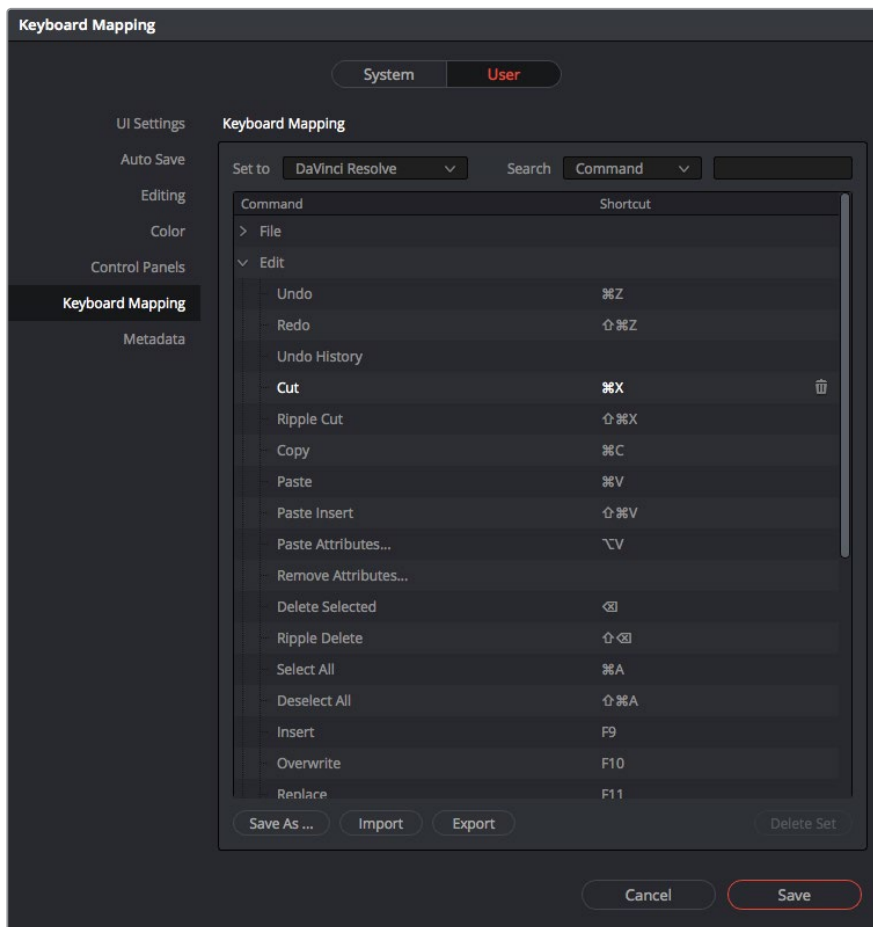 Keyboard Mapping
System User
UI Settings
Auto Save
Editing
Color
Control Panels
Keyboard Mapping
Metadata
Keyboard Mapping
Set to DaVinci Resolve Search Command
Command Shortcut
File
Edit
Undo ⌘Z
Redo ⇧⌘Z
Undo History
Cut ⌘X
Ripple Cut ⇧⌘X
Copy ⌘C
Paste ⌘V
Paste Insert ⇧⌘V
Paste Attributes... ⌥V
Remove Attributes...
Delete Selected ⌫
Ripple Delete ⇧⌫
Select All ⌘A
Deselect All ⇧⌘A
Insert F9
Overwrite F10
Replace F11
Save As ... Import Export Delete Set
Cancel Save